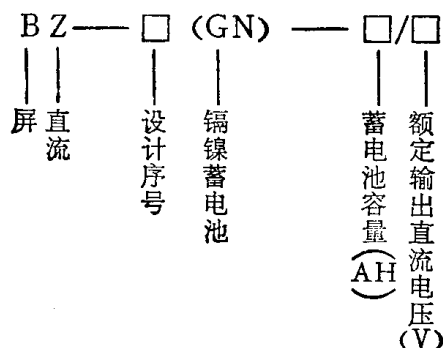 BZ——□(GN)——□/□
屏
直流
设计序号
镉镍蓄电池
蓄电池容量(AH)
额定输出直流电压(V)